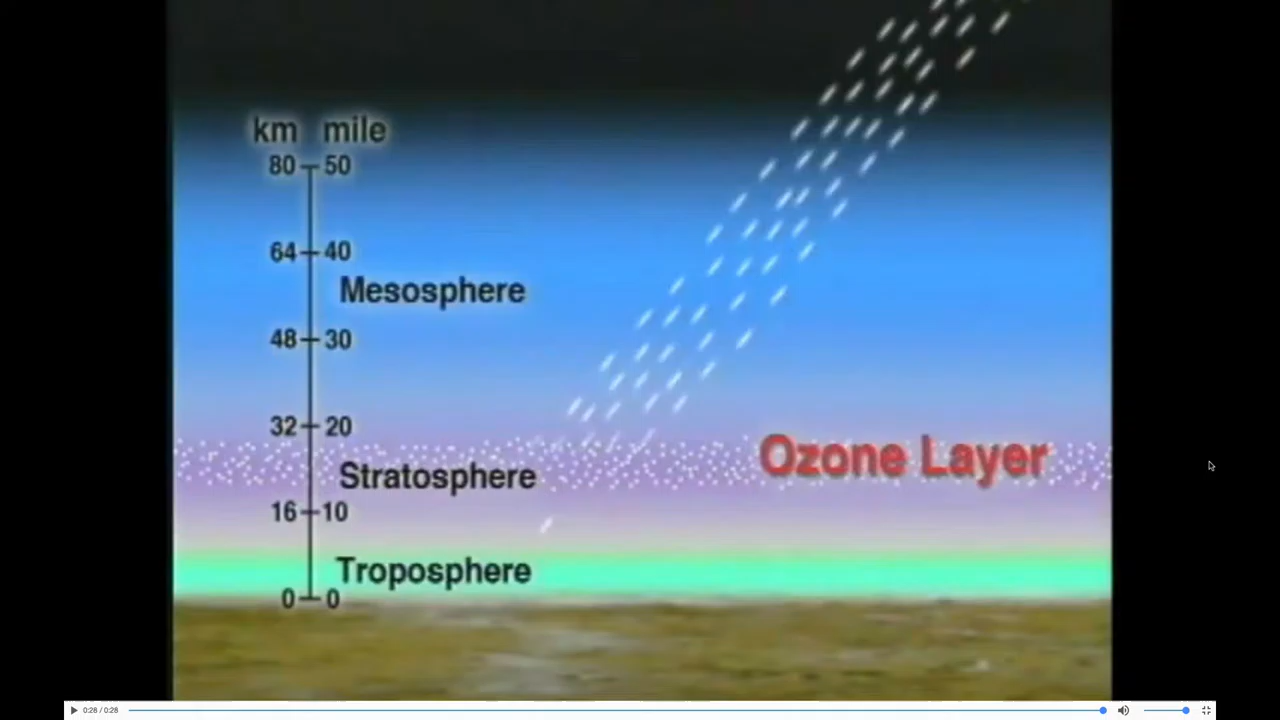 km mile
80 50
64 40
Mesosphere
48 30
32 20
Ozone Layer
Stratosphere
16 10
Troposphere
0 0
0:28 / 0:28